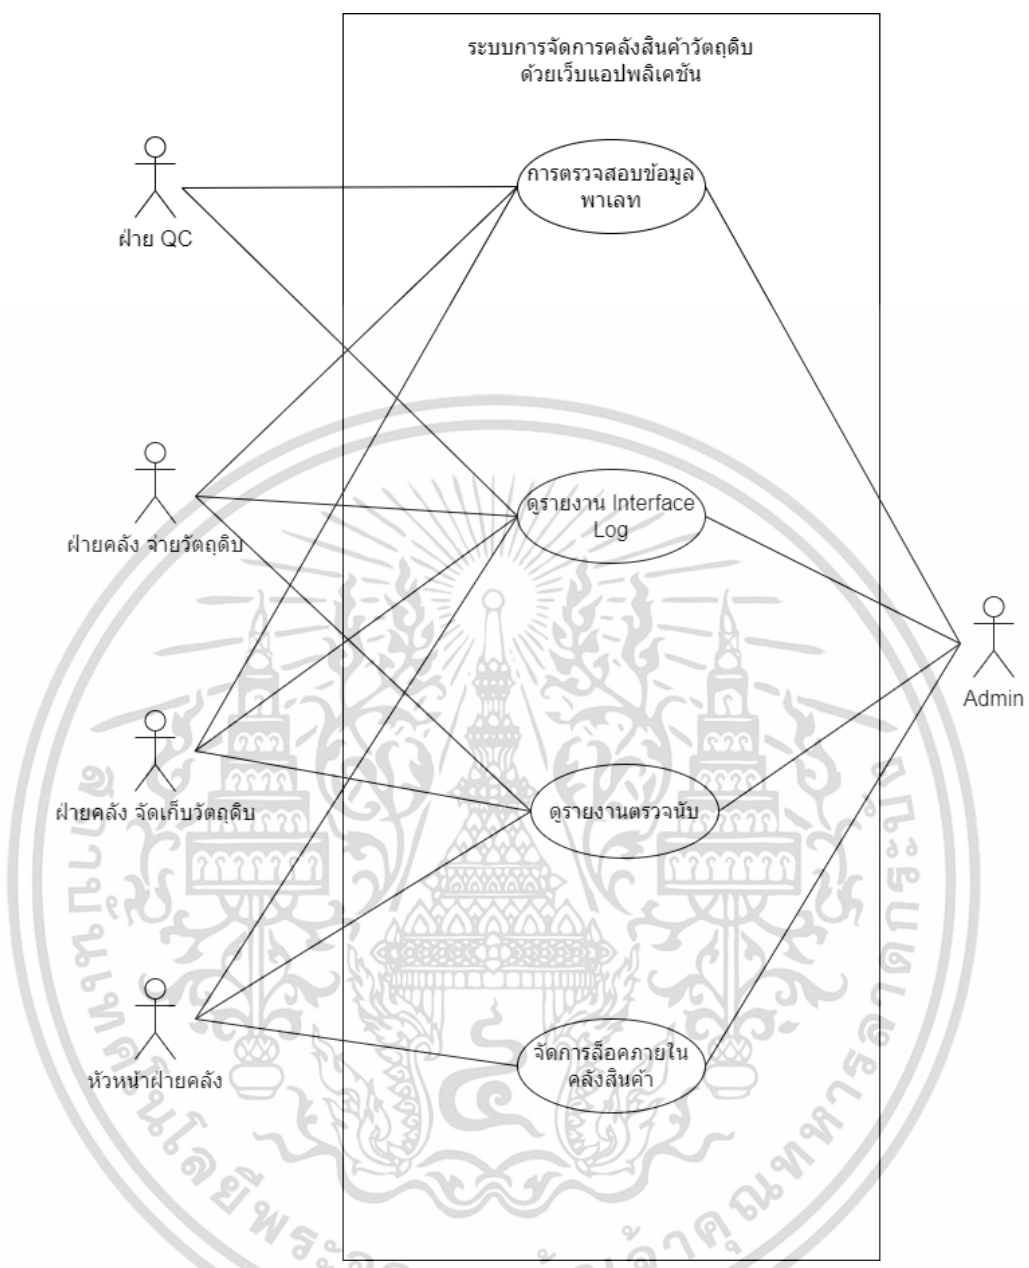 ระบบการจัดการคลังสินค้าวัตถุดิบ
ด้วยเว็บแอปพลิเคชัน
การตรวจสอบข้อมูล
พาเลท
ฝ่าย QC
ดูรายงาน Interface
Log
ฝ่ายคลัง จ่ายวัตถุดิบ
Admin
ดูรายงานตรวจนับ
ฝ่ายคลัง จัดเก็บวัตถุดิบ
จัดการล็อคภายใน
คลังสินค้า
หัวหน้าฝ่ายคลัง